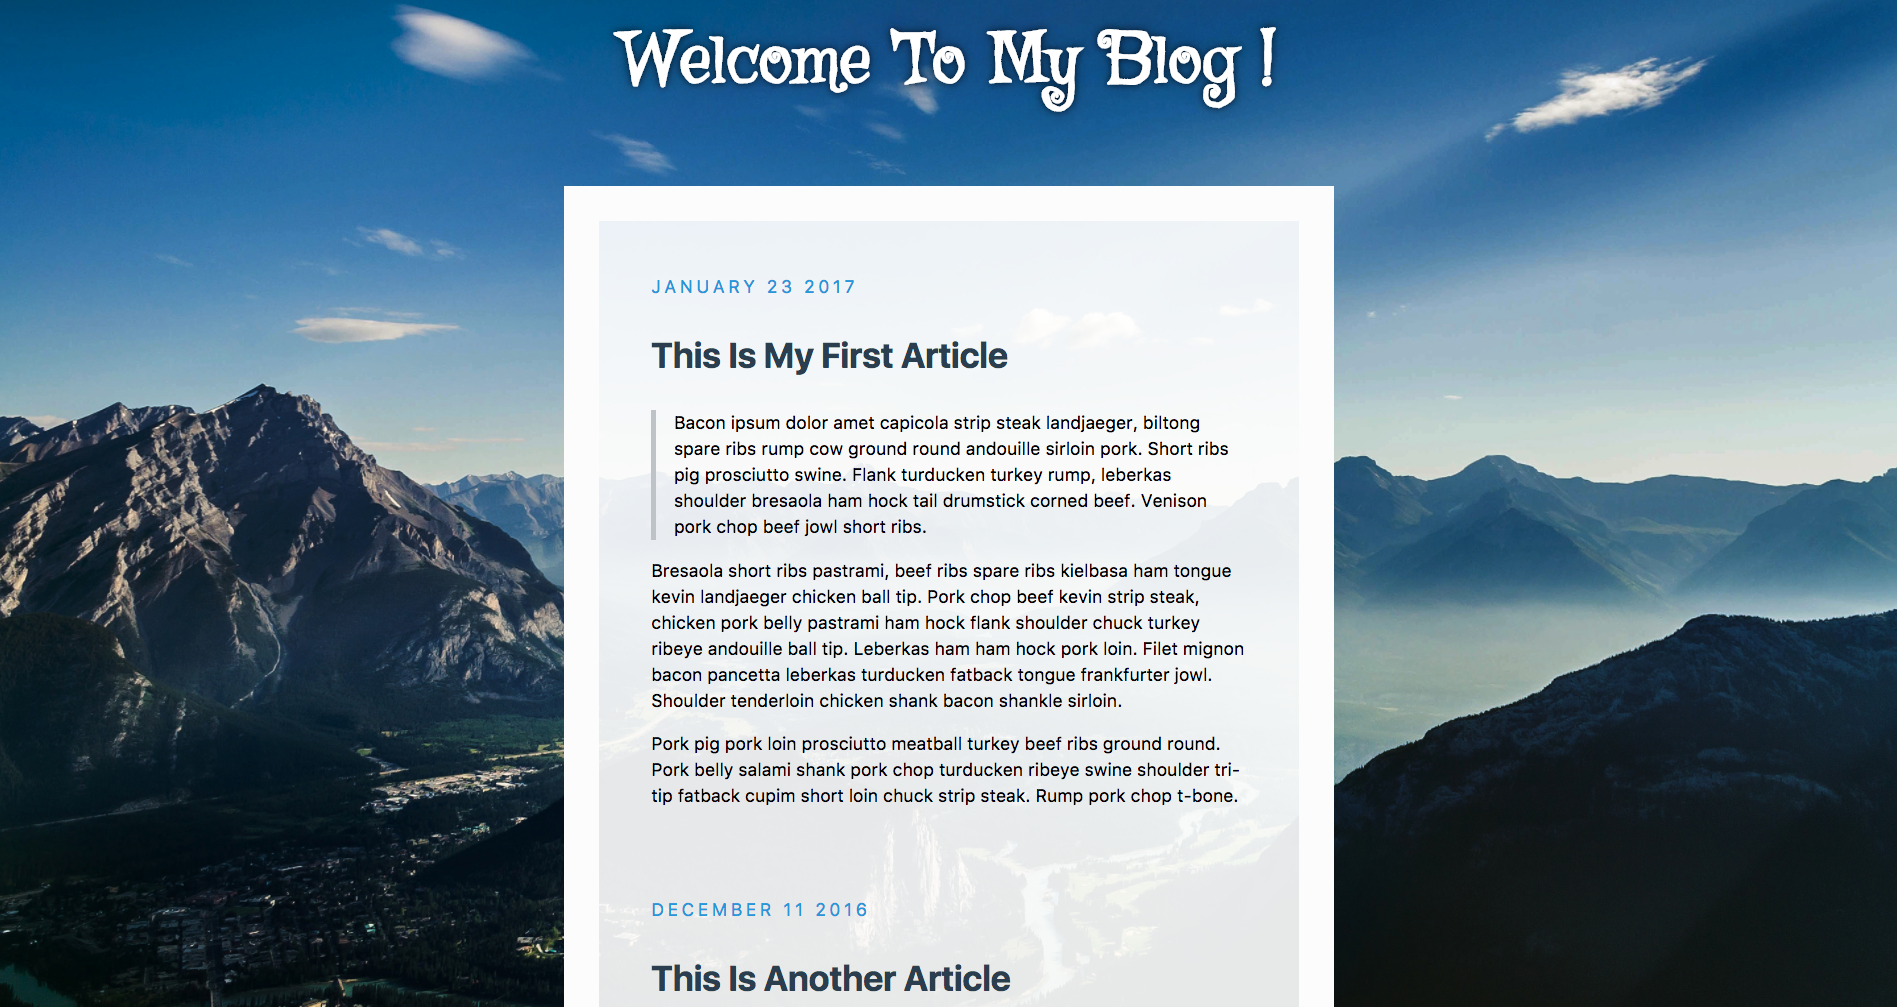 Welcome To My Blog !
JANUARY 23 2017
This Is My First Article
Bacon ipsum dolor amet capicola strip steak landjaeger, biltong
spare ribs rump cow ground round andouille sirloin pork. Short ribs
pig prosciutto swine. Flank turducken turkey rump, leberkas
shoulder bresaola ham hock tail drumstick corned beef. Venison
pork chop beef jowl short ribs.
Bresaola short ribs pastrami, beef ribs spare ribs kielbasa ham tongue
kevin landjaeger chicken ball tip. Pork chop beef kevin strip steak,
chicken pork belly pastrami ham hock flank shoulder chuck turkey
ribeye andouille ball tip. Leberkas ham ham hock pork loin. Filet mignon
bacon pancetta leberkas turducken fatback tongue frankfurter jowl.
Shoulder tenderloin chicken shank bacon shankle sirloin.
Pork pig pork loin prosciutto meatball turkey beef ribs ground round.
Pork belly salami shank pork chop turducken ribeye swine shoulder tri-
tip fatback cupim short loin chuck strip steak. Rump pork chop t-bone.
DECEMBER 11 2016
This Is Another Article